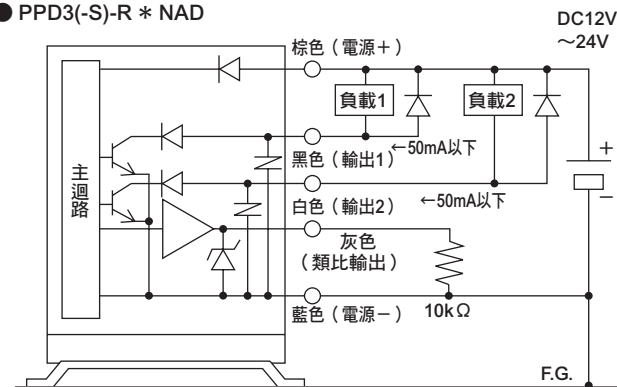 ● PPD3(-S)-R＊NAD
DC12V
～24V
棕色（電源＋）
負載1
負載2
黑色（輸出1）
←50mA以下
主迴路
白色（輸出2）
←50mA以下
灰色
（類比輸出）
10kΩ
藍色（電源－）
F.G.
＋
－